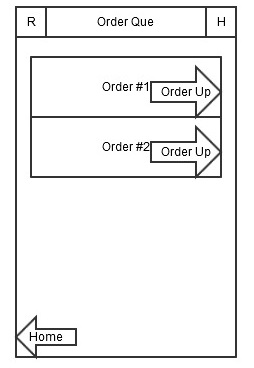 R Order Que H
Order #1 Order Up
Order #2 Order Up
Home